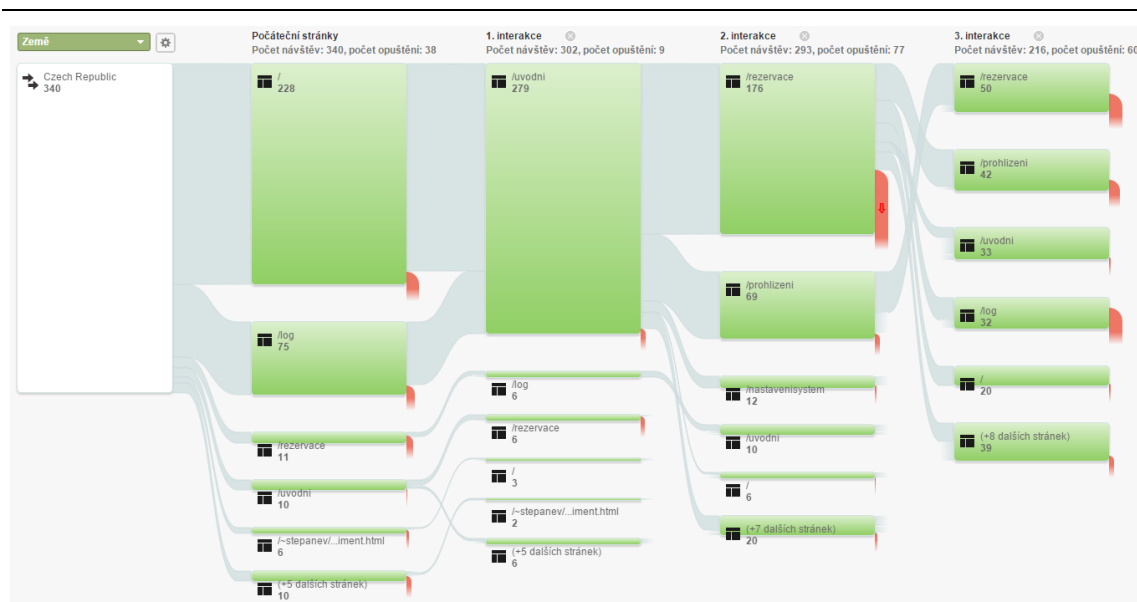 Země
Czech Republic
340
Počáteční stránky
Počet návštěv: 340, počet opuštění: 38
/
228
/log
75
/rezervace
11
/uvodni
10
/~stepanev/...iment.html
6
(+5 dalších stránek)
10
1. interakce
Počet návštěv: 302, počet opuštění: 9
/uvodni
279
/log
6
/rezervace
6
/
3
/~stepanev/...iment.html
2
(+5 dalších stránek)
6
2. interakce
Počet návštěv: 293, počet opuštění: 77
/rezervace
176
/prohlizeni
69
/nastavenisystem
12
/uvodni
10
/
6
(+7 dalších stránek)
20
3. interakce
Počet návštěv: 216, počet opuštění: 60
/rezervace
50
/prohlizeni
42
/uvodni
33
/log
32
/
20
(+8 dalších stránek)
39